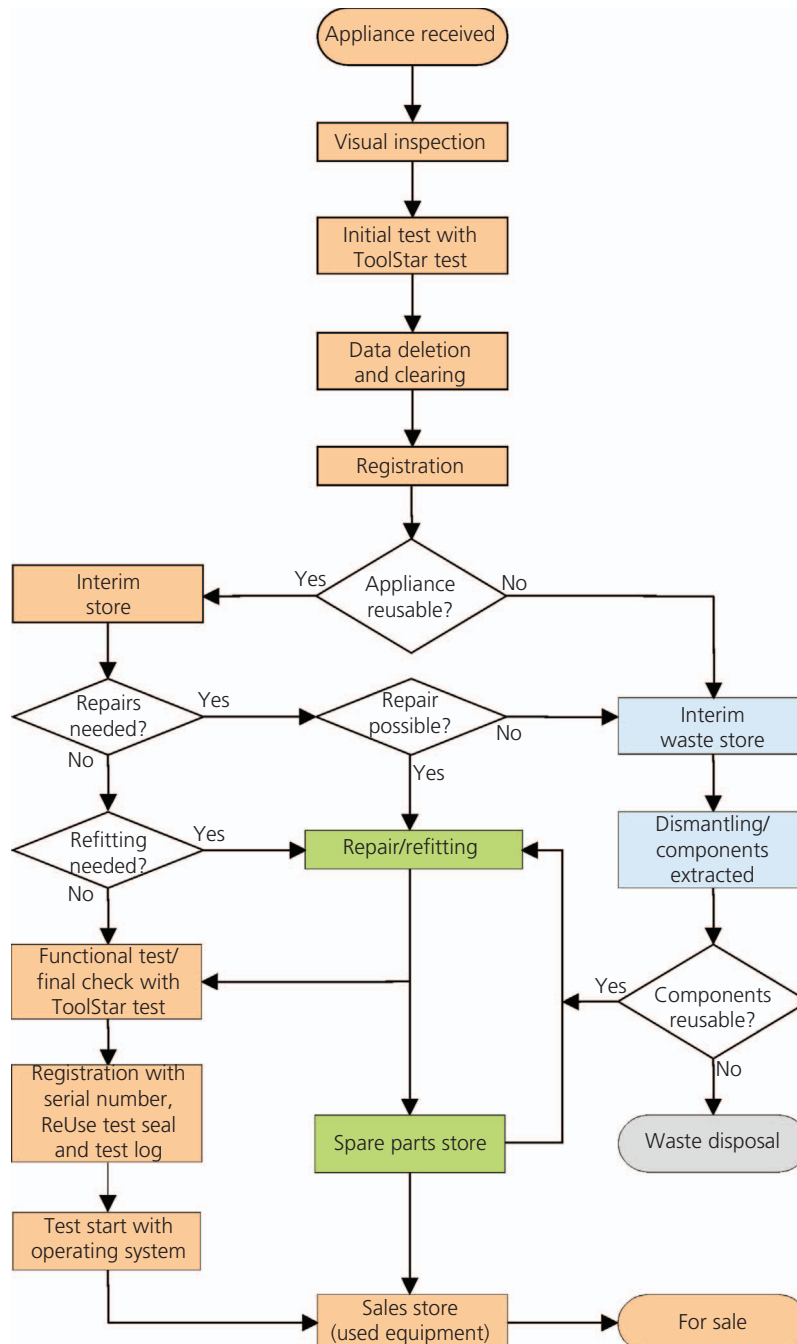 Appliance received
Visual inspection
Initial test with
ToolStar test
Data deletion
and clearing
Registration
Interim
store
Yes
Appliance
reusable?
No
Repairs
needed?
Yes
No
Repair
possible?
No
Yes
Interim
waste store
Refitting
needed?
Yes
No
Repair/refitting
Dismantling/
components
extracted
Functional test/
final check with
ToolStar test
Yes
Components
reusable?
No
Registration with
serial number,
ReUse test seal
and test log
Spare parts store
Waste disposal
Test start with
operating system
Sales store
(used equipment)
For sale